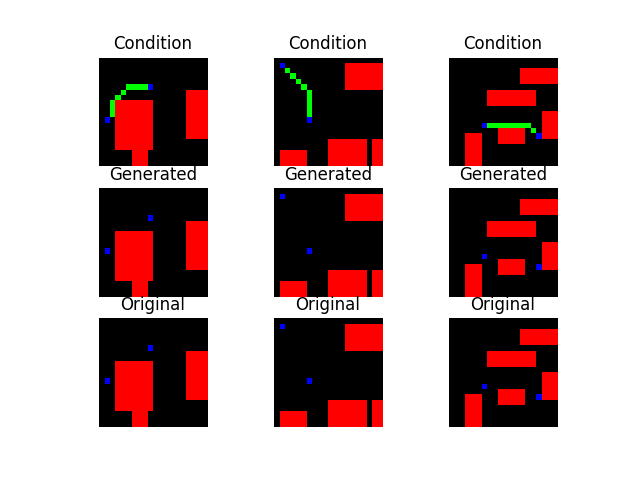 Condition Condition Condition
Generated Generated Generated
Original Original Original